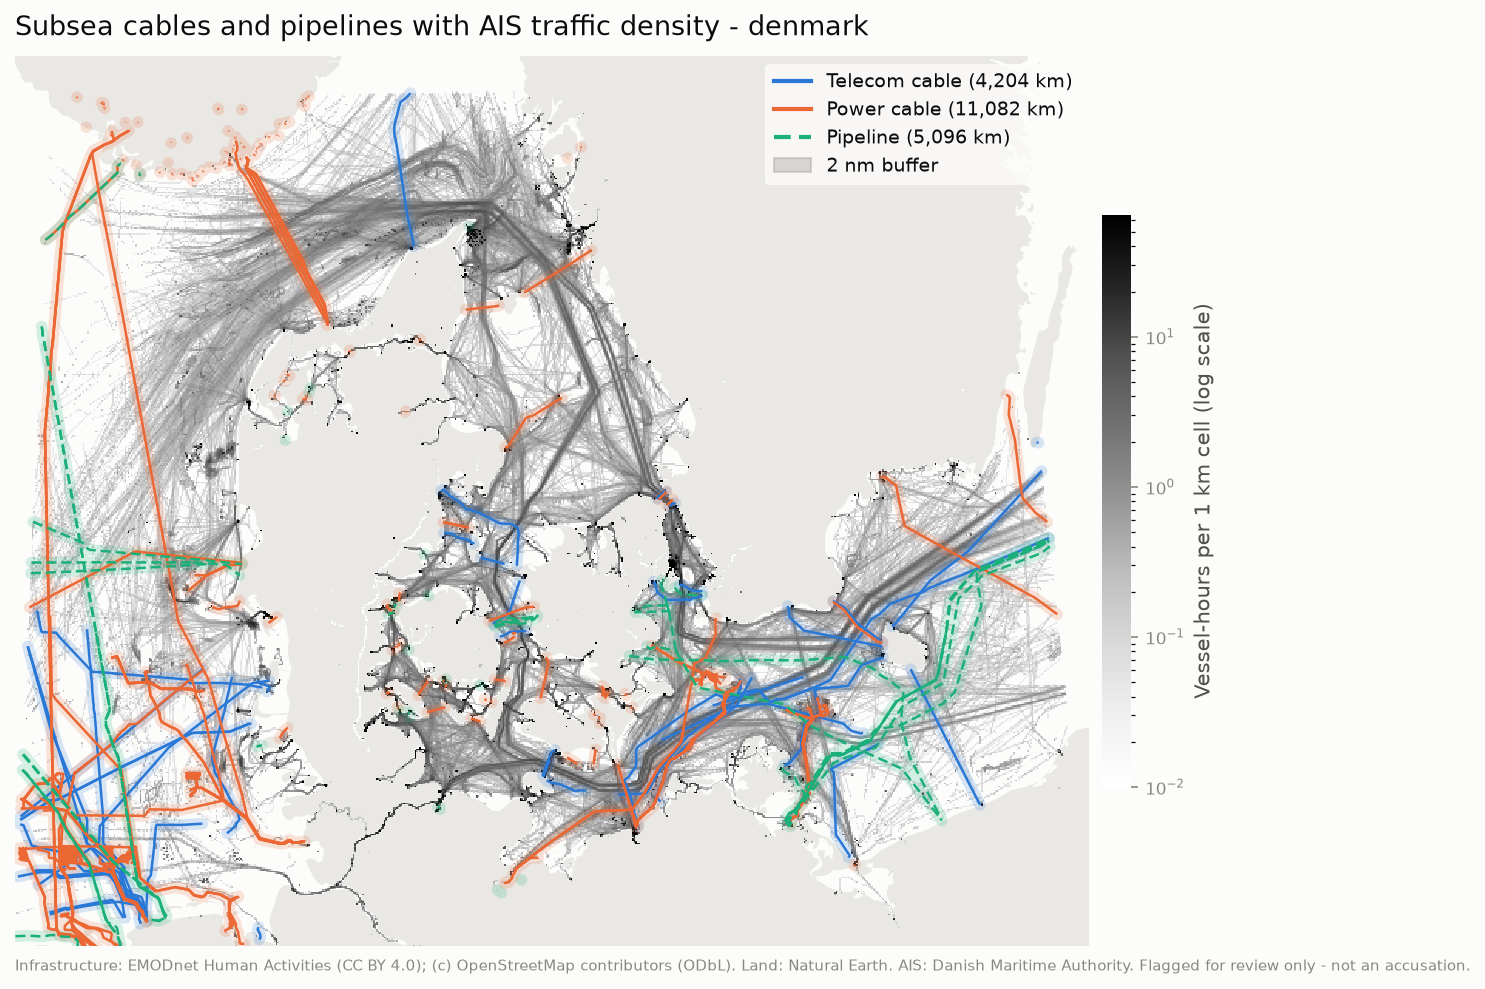 Subsea cables and pipelines with AIS traffic density - denmark
Telecom cable (4,204 km)
Power cable (11,082 km)
Pipeline (5,096 km)
2 nm buffer
10¹
10⁰
10⁻¹
10⁻²
Vessel-hours per 1 km cell (log scale)
Infrastructure: EMODnet Human Activities (CC BY 4.0); (c) OpenStreetMap contributors (ODbL). Land: Natural Earth. AIS: Danish Maritime Authority. Flagged for review only - not an accusation.